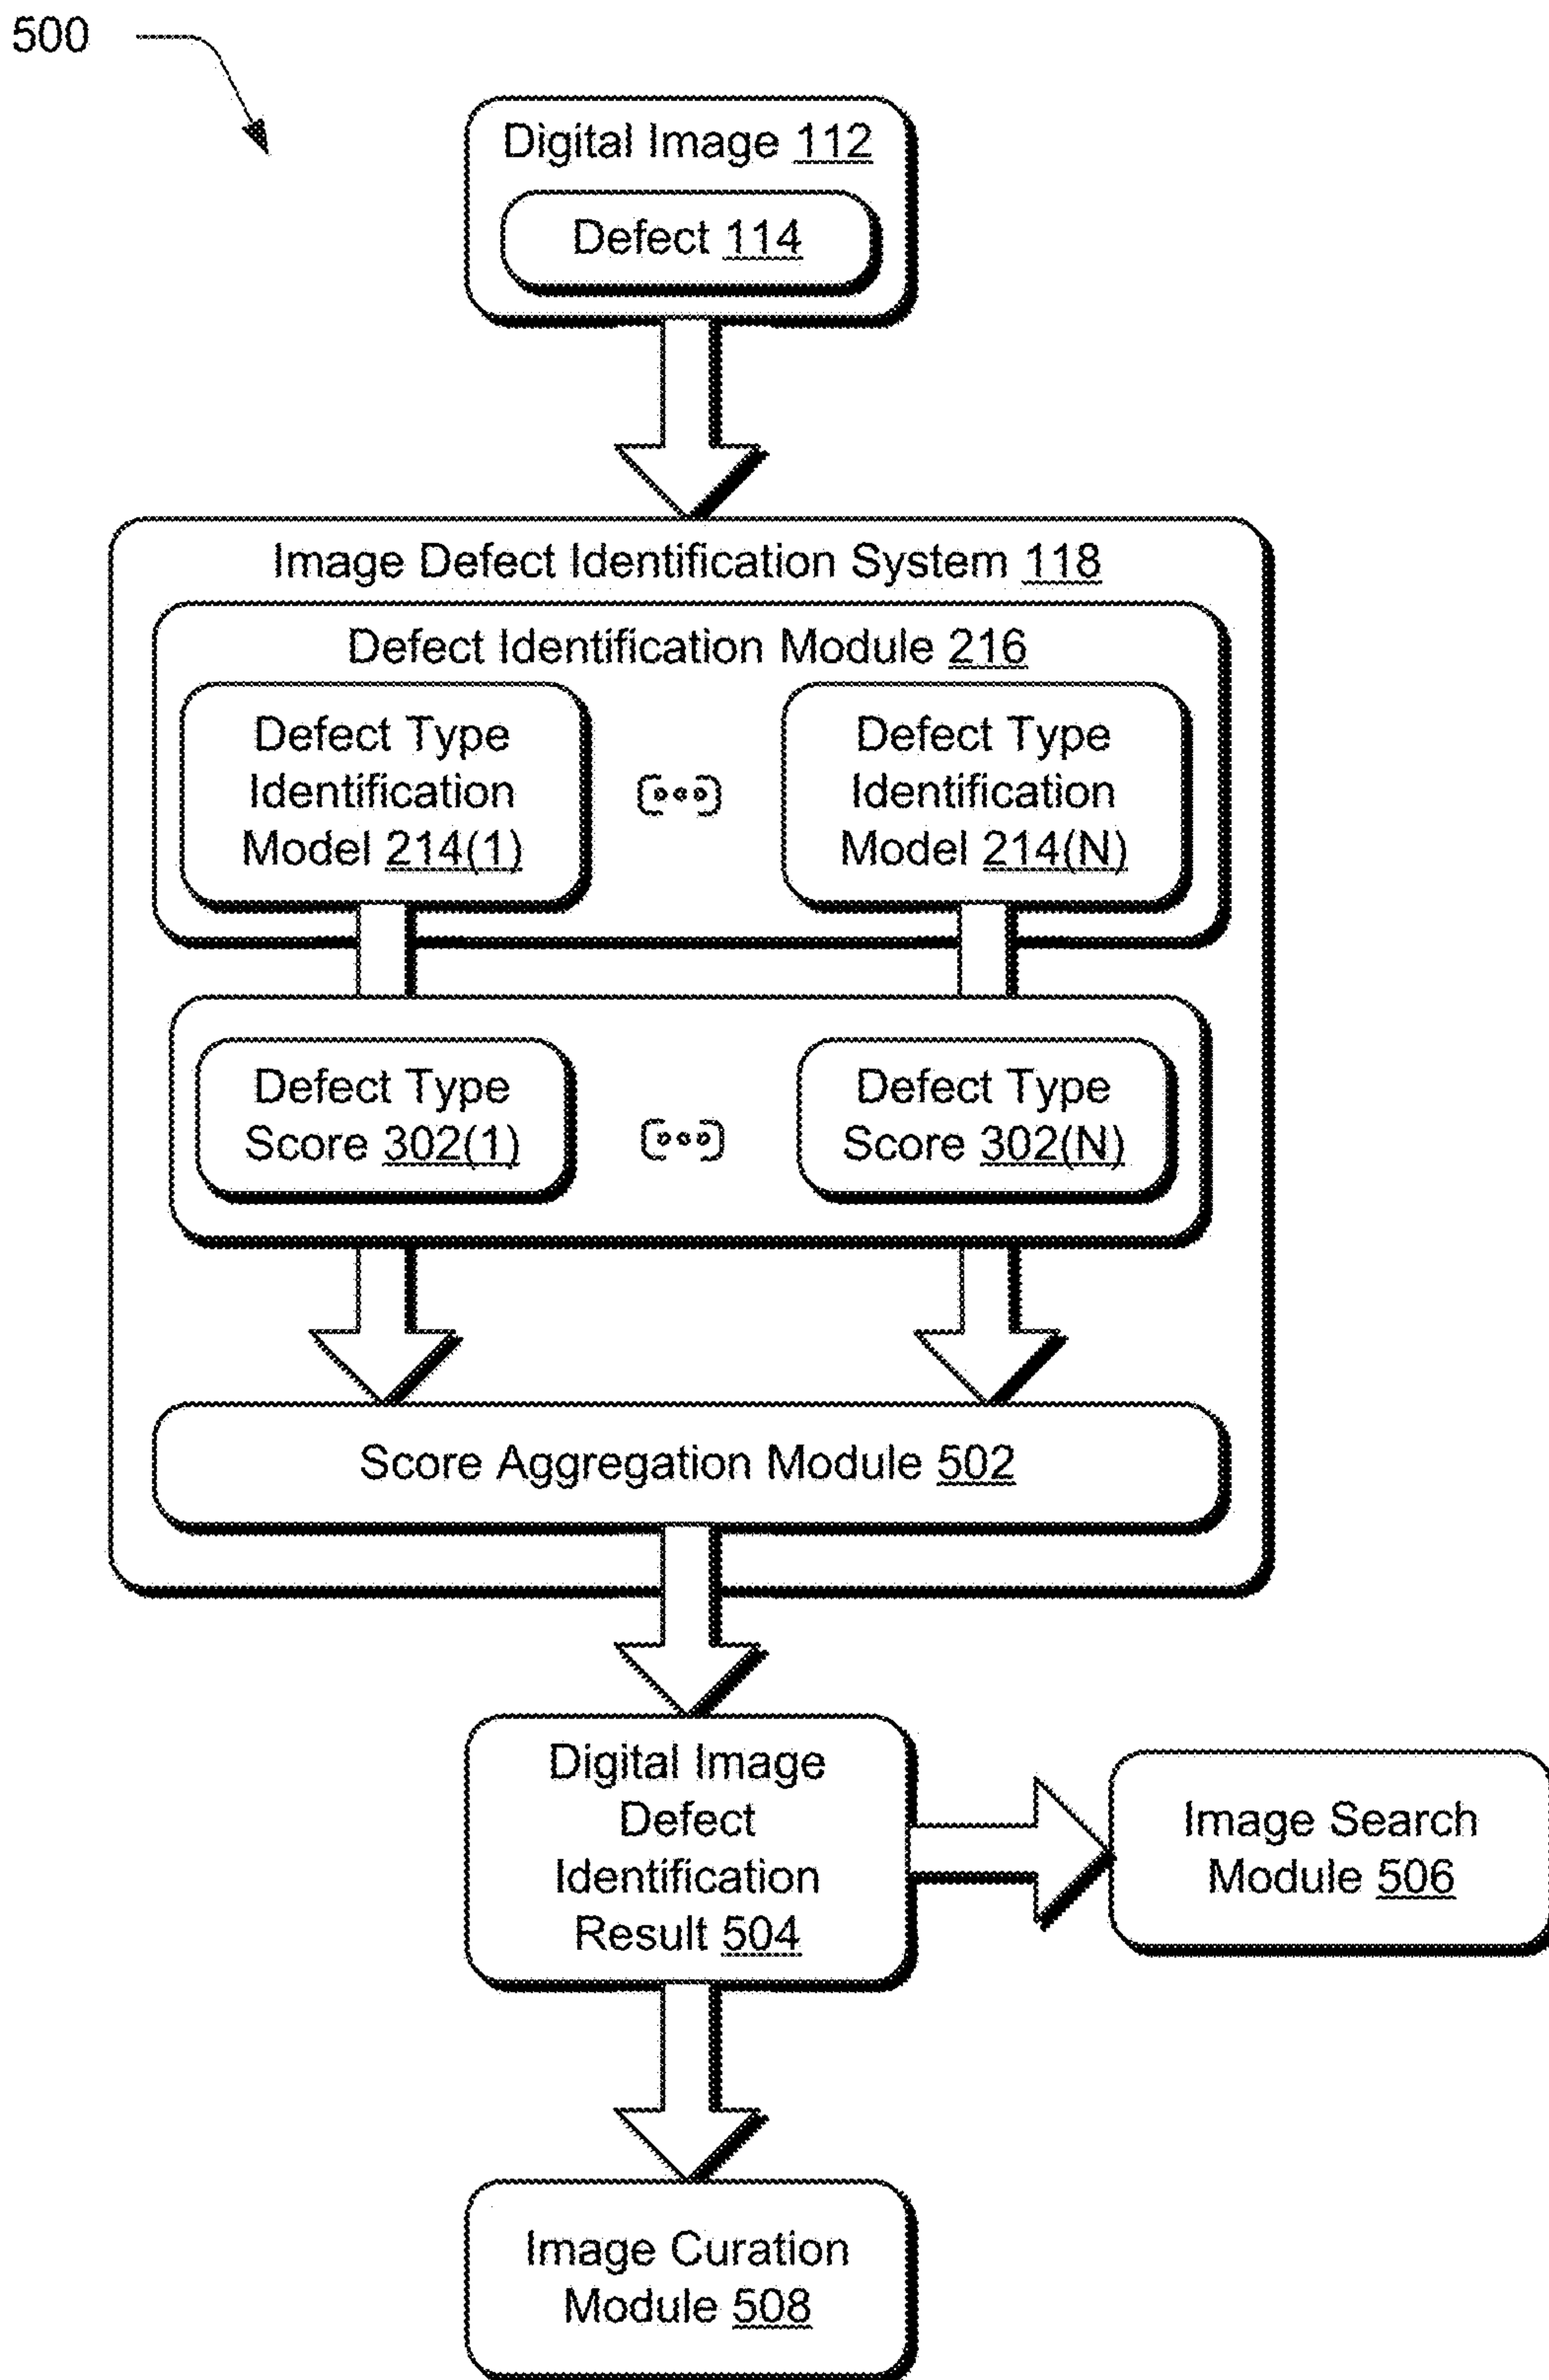 500
Digital Image 112
Defect 114
Image Defect Identification System 118
Defect Identification Module 216
Defect Type
Identification
Model 214(1)
Defect Type
Identification
Model 214(N)
Defect Type
Score 302(1)
Defect Type
Score 302(N)
Score Aggregation Module 502
Digital Image
Defect
Identification
Result 504
Image Search
Module 506
Image Curation
Module 508